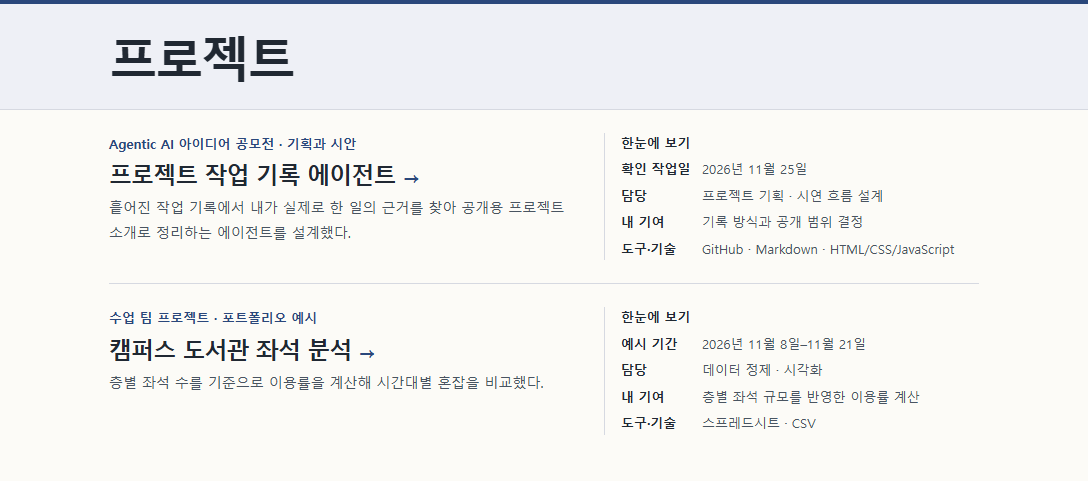 프로젝트
Agentic AI 아이디어 공모전 · 기획과 시안
프로젝트 작업 기록 에이전트 →
흩어진 작업 기록에서 내가 실제로 한 일의 근거를 찾아 공개용 프로젝트
소개로 정리하는 에이전트를 설계했다.
한눈에 보기
확인 작업일 2026년 11월 25일
담당 프로젝트 기획 · 시연 흐름 설계
내 기여 기록 방식과 공개 범위 결정
도구·기술 GitHub · Markdown · HTML/CSS/JavaScript
수업 팀 프로젝트 · 포트폴리오 예시
캠퍼스 도서관 좌석 분석 →
층별 좌석 수를 기준으로 이용률을 계산해 시간대별 혼잡을 비교했다.
한눈에 보기
예시 기간 2026년 11월 8일–11월 21일
담당 데이터 정제 · 시각화
내 기여 층별 좌석 규모를 반영한 이용률 계산
도구·기술 스프레드시트 · CSV